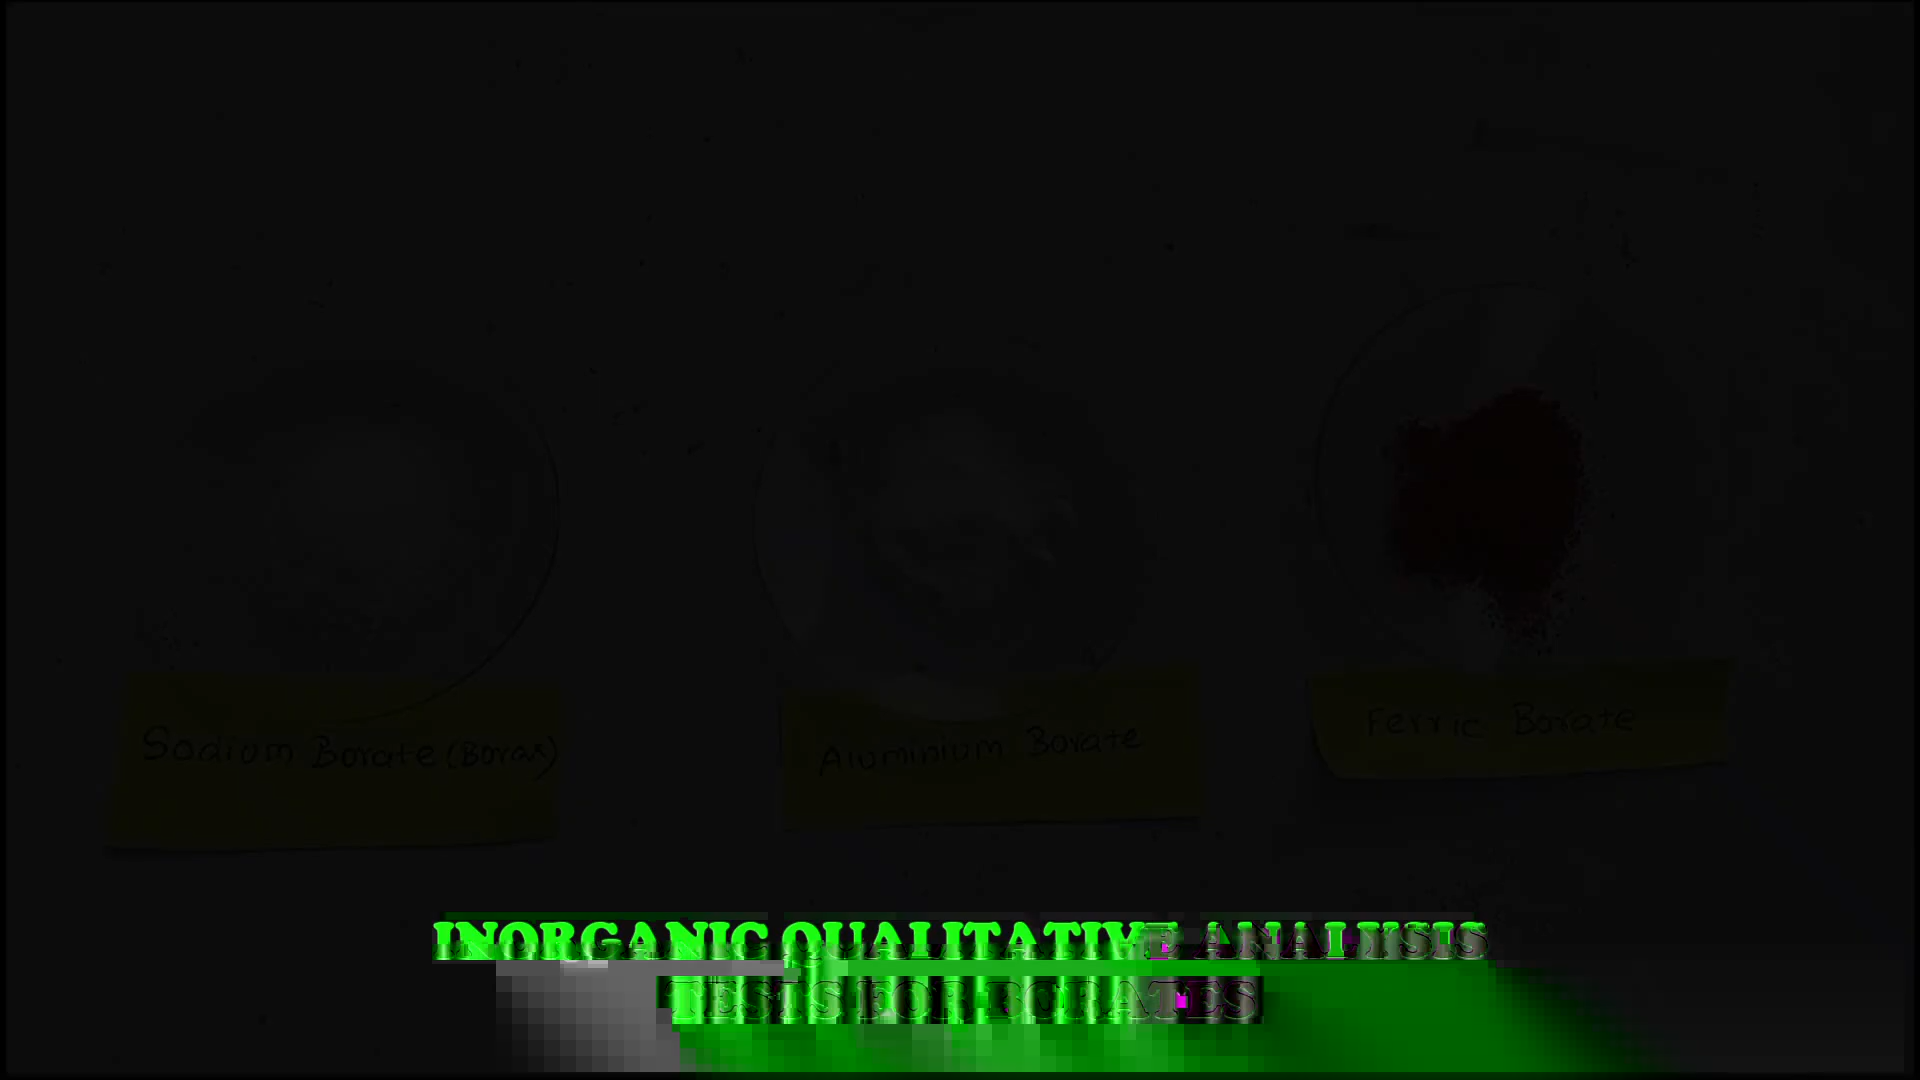 Sodium Borate (Borax)
Aluminium Borate
Ferric Borate
INORGANIC QUALITATIVE ANALYSIS
TESTS FOR BORATES